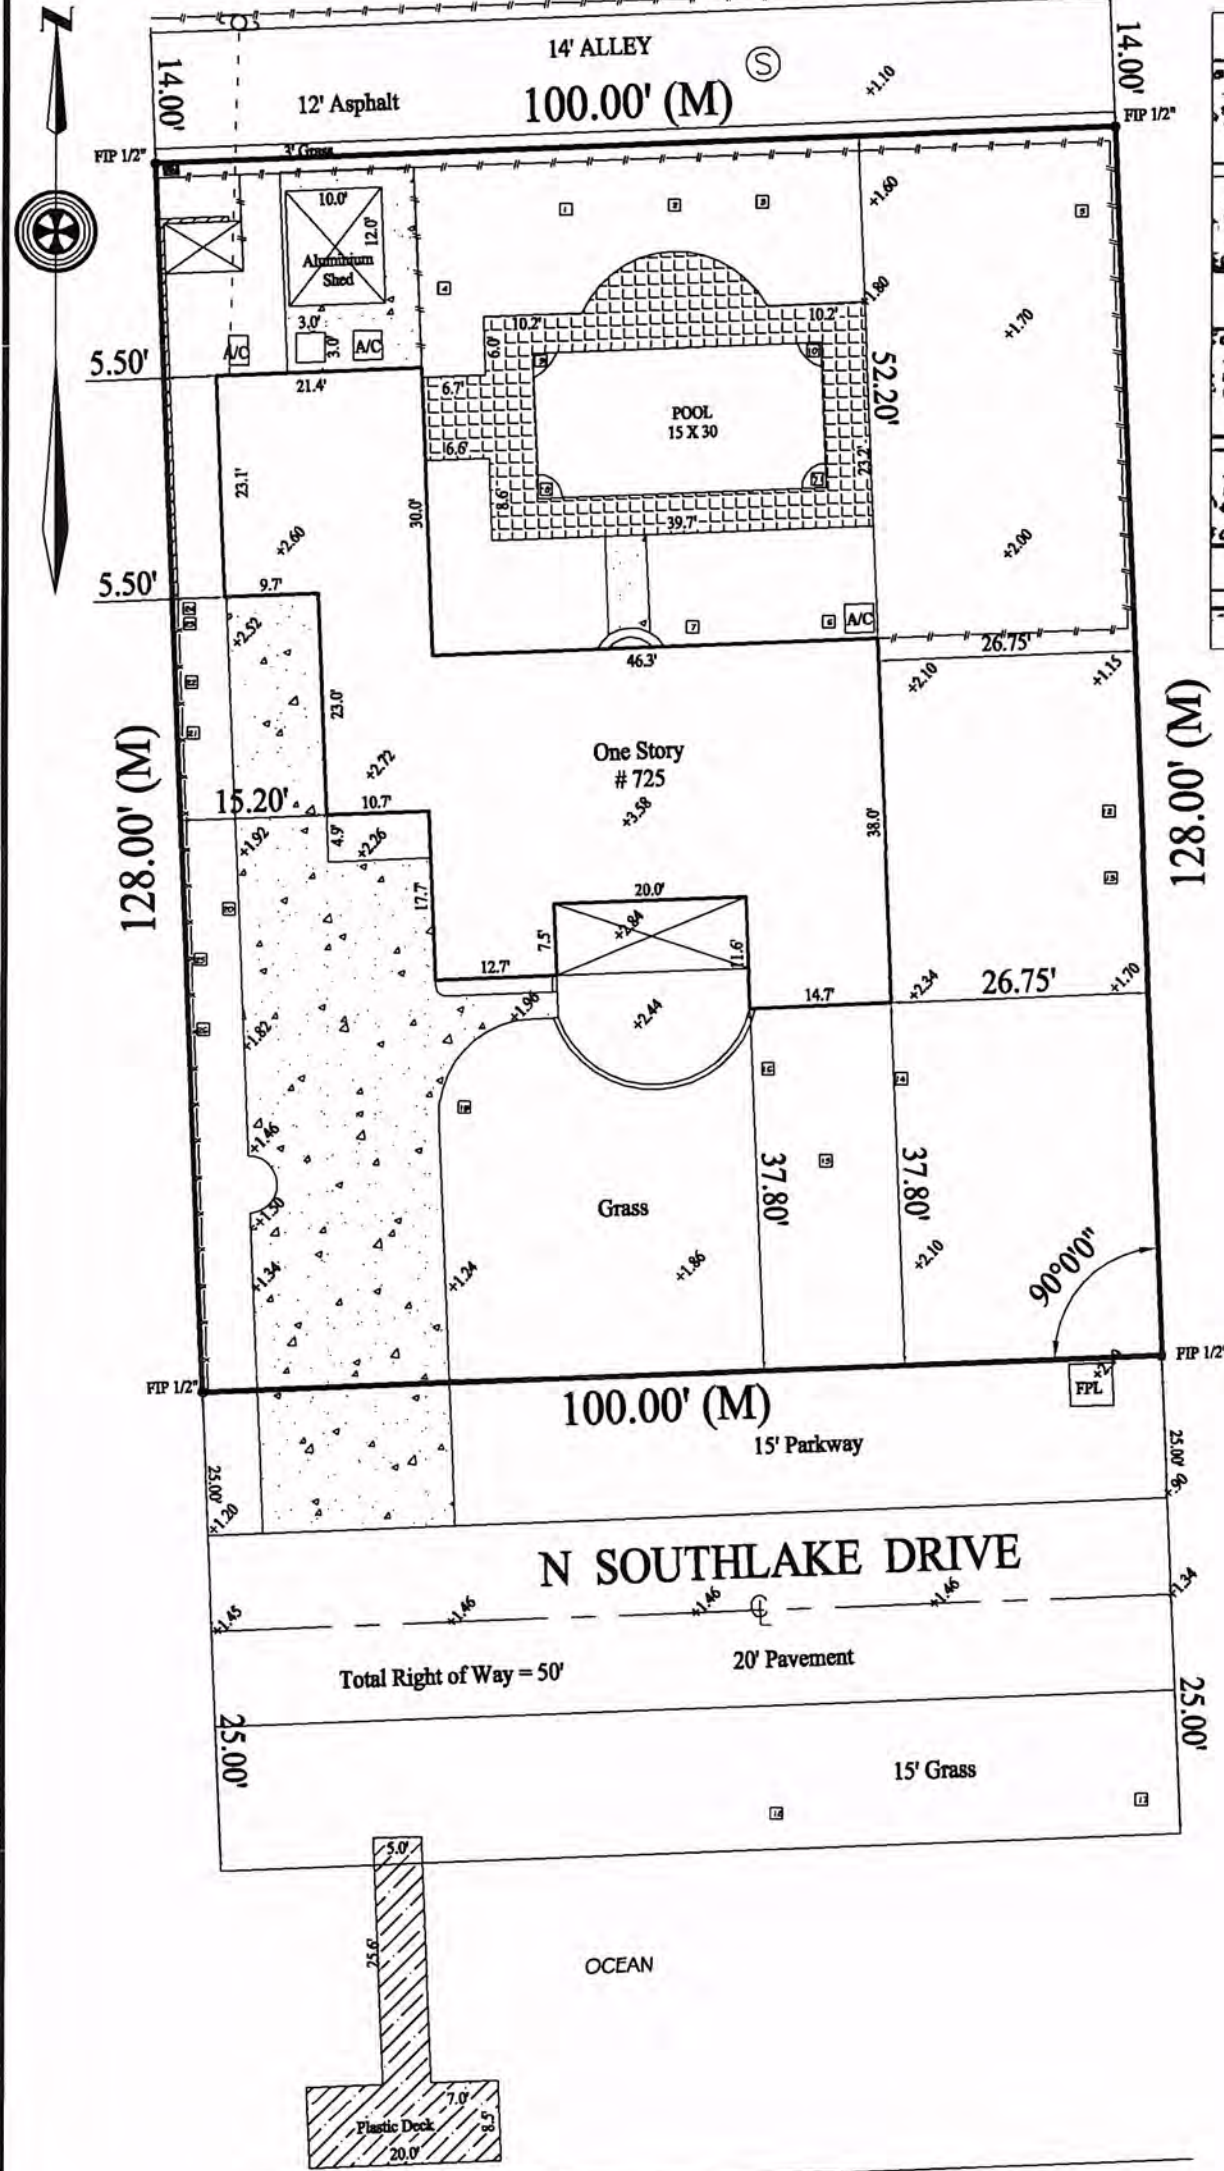 N
14' ALLEY
S
14.00'
14.00'
12' Asphalt
100.00' (M)
+1.10
FIP 1/2"
FIP 1/2"
3' Grass
10.0'
12.0'
Aluminium
Shed
1
+1.60
4
+1.80
+1.70
10.2'
10.2'
3.0'
3.0'
A/C
A/C
6.0'
5.50'
21.4'
6.7'
POOL
15 X 30
52.20'
6.6'
23.2'
23.1'
30.0'
8.6'
39.7'
+2.60
+2.00
5.50'
9.7'
+2.52
7
6
A/C
46.3'
26.75'
+2.10
+1.15
23.0'
128.00' (M)
128.00' (M)
One Story
# 725
+2.72
+3.58
15.20'
10.7'
38.0'
4.9'
+2.26
+1.92
17.7'
20.0'
+2.84
7.5'
11.6'
12.7'
14.7'
+2.34
26.75'
+1.70
+1.96
+2.44
+1.82
14
15
+1.46
+1.50
37.80'
37.80'
Grass
+1.34
+1.24
+1.86
+2.10
90°0'0"
FIP 1/2"
FIP 1/2"
100.00' (M)
FPL
15' Parkway
25.00'
25.00'
+1.20
+.90
N SOUTHLAKE DRIVE
+1.45
+1.46
+1.46
+1.46
+1.34
Total Right of Way = 50'
20' Pavement
25.00'
25.00'
15' Grass
17
5.0'
25.6'
OCEAN
7.0'
8.5'
Plastic Deck
20.0'